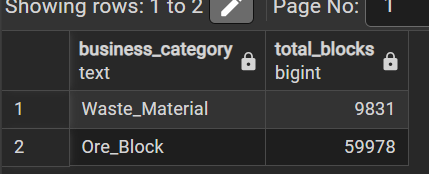 Showing rows: 1 to 2 Page No: 1
business_category total_blocks
text bigint
1 Waste_Material 9831
2 Ore_Block 59978